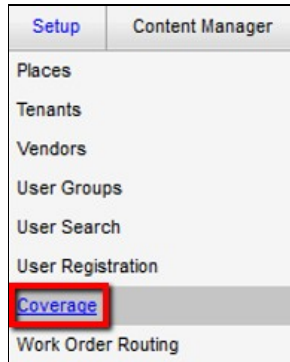 Setup Content Manager
Places
Tenants
Vendors
User Groups
User Search
User Registration
Coverage
Work Order Routing